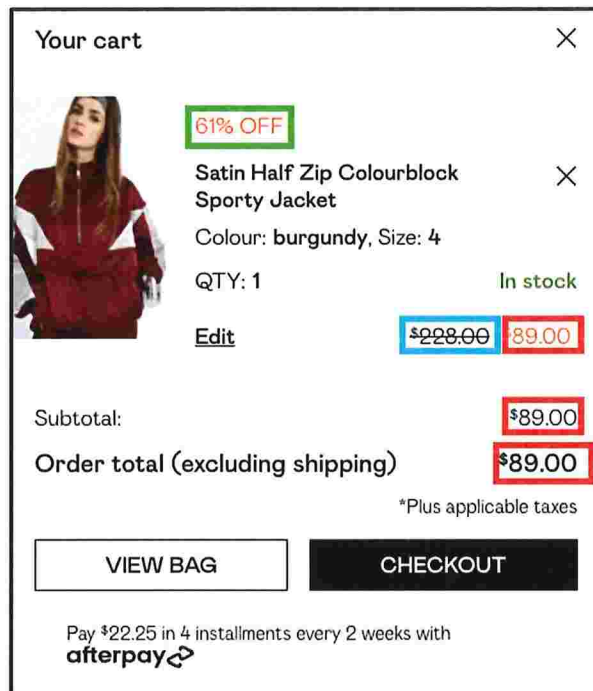 Your cart
61% OFF
Satin Half Zip Colourblock
Sporty Jacket
Colour: burgundy, Size: 4
QTY: 1 In stock
Edit $228.00 $89.00
Subtotal: $89.00
Order total (excluding shipping) $89.00
*Plus applicable taxes
VIEW BAG CHECKOUT
Pay $22.25 in 4 installments every 2 weeks with
afterpay